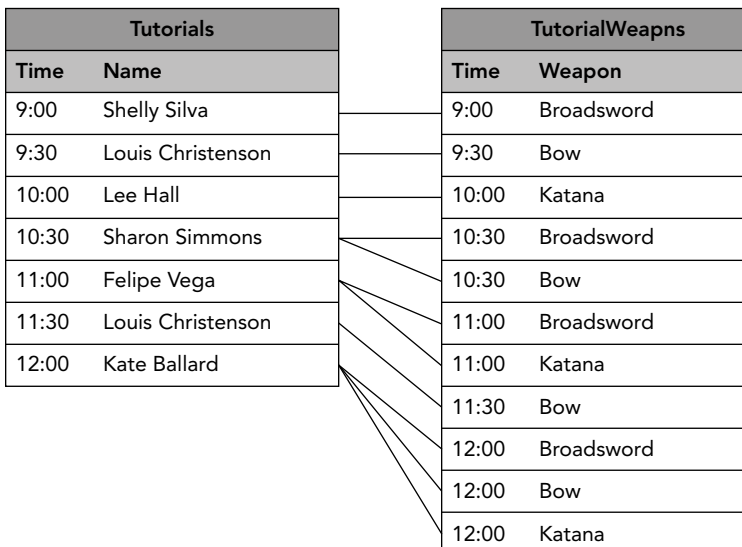 Tutorials
Time Name
9:00 Shelly Silva
9:30 Louis Christenson
10:00 Lee Hall
10:30 Sharon Simmons
11:00 Felipe Vega
11:30 Louis Christenson
12:00 Kate Ballard
TutorialWeapns
Time Weapon
9:00 Broadsword
9:30 Bow
10:00 Katana
10:30 Broadsword
10:30 Bow
11:00 Broadsword
11:00 Katana
11:30 Bow
12:00 Broadsword
12:00 Bow
12:00 Katana